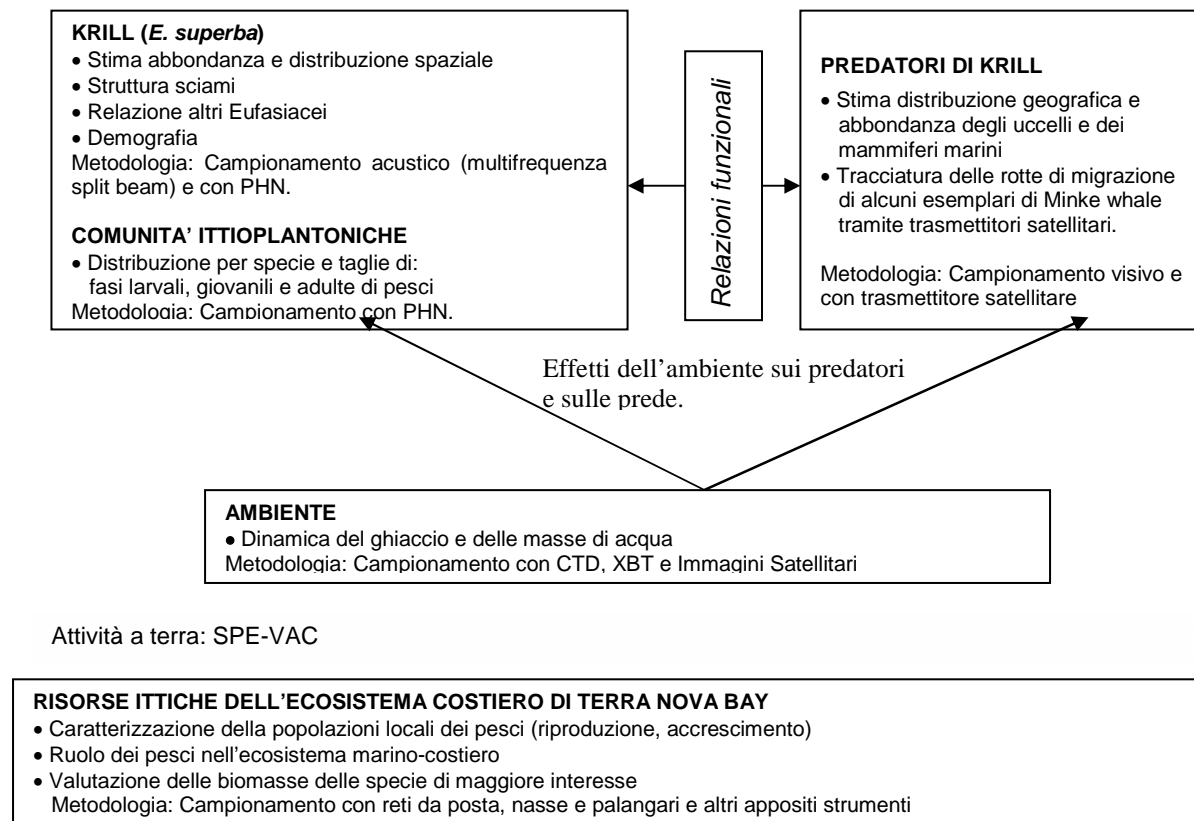 KRILL (E. superba)
• Stima abbondanza e distribuzione spaziale
• Struttura sciami
• Relazione altri Eufasiacei
• Demografia
Metodologia: Campionamento acustico (multifrequenza
split beam) e con PHN.
COMUNITA' ITTIOPLANTONICHE
• Distribuzione per specie e taglie di:
fasi larvali, giovanili e adulte di pesci
Metodologia: Campionamento con PHN.
Relazioni funzionali
PREDATORI DI KRILL
• Stima distribuzione geografica e
abbondanza degli uccelli e dei
mammiferi marini
• Tracciatura delle rotte di migrazione
di alcuni esemplari di Minke whale
tramite trasmettitori satellitari.
Metodologia: Campionamento visivo e
con trasmettitore satellitare
Effetti dell'ambiente sui predatori
e sulle prede.
AMBIENTE
• Dinamica del ghiaccio e delle masse di acqua
Metodologia: Campionamento con CTD, XBT e Immagini Satellitari
Attività a terra: SPE-VAC
RISORSE ITTICHE DELL'ECOSISTEMA COSTIERO DI TERRA NOVA BAY
• Caratterizzazione della popolazioni locali dei pesci (riproduzione, accrescimento)
• Ruolo dei pesci nell'ecosistema marino-costiero
• Valutazione delle biomasse delle specie di maggiore interesse
Metodologia: Campionamento con reti da posta, nasse e palangari e altri appositi strumenti